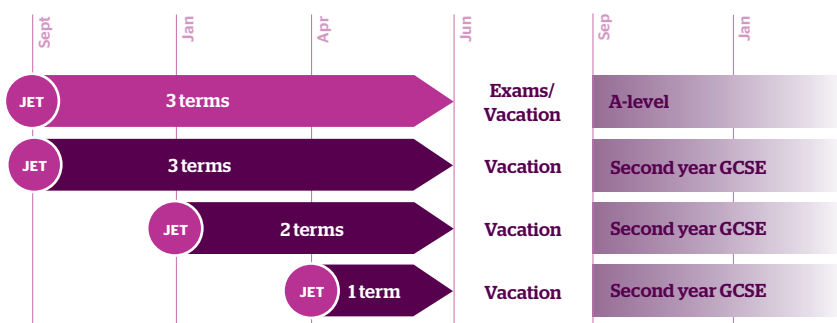 Sept
Jan
Apr
Jun
Sep
Jan
JET
3 terms
Exams/
Vacation
A-level
JET
3 terms
Vacation
Second year GCSE
JET
2 terms
Vacation
Second year GCSE
JET
1 term
Vacation
Second year GCSE